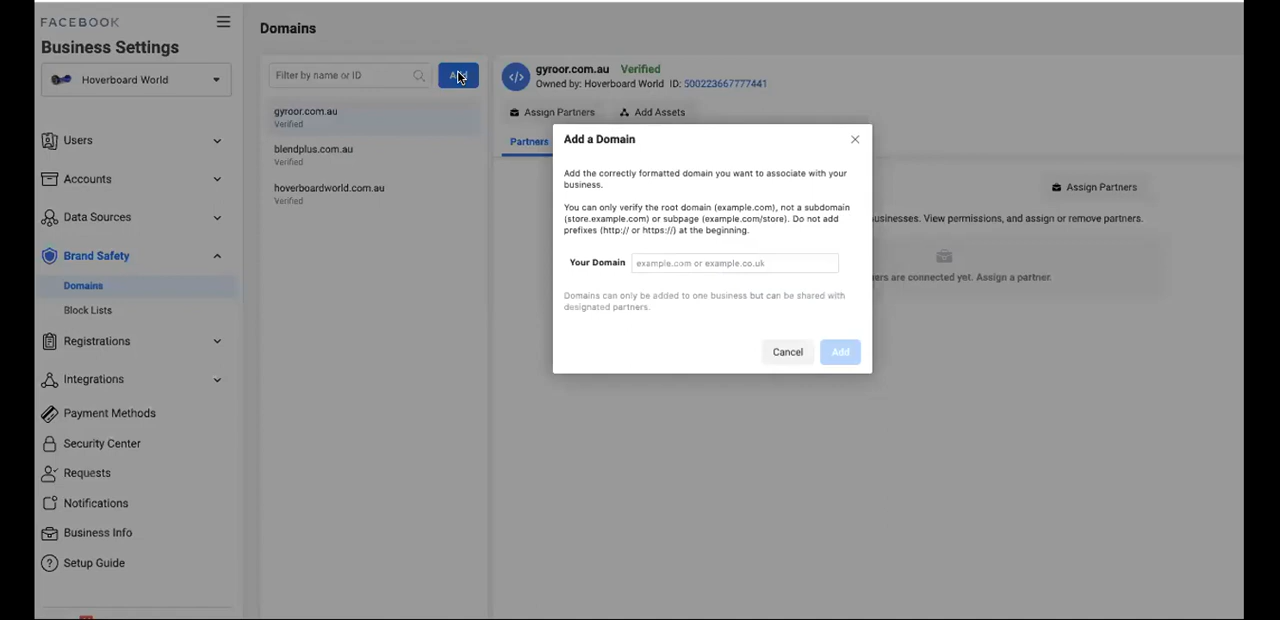 FACEBOOK
Business Settings
Hoverboard World
Users
Accounts
Data Sources
Brand Safety
Domains
Block Lists
Registrations
Integrations
Payment Methods
Security Center
Requests
Notifications
Business Info
Setup Guide
Domains
Filter by name or ID
gyroor.com.au
Verified
blendplus.com.au
Verified
hoverboardworld.com.au
Verified
gyroor.com.au Verified
Owned by: Hoverboard World ID: 500223667777441
Assign Partners Add Assets
Partners
Assign Partners
businesses. View permissions, and assign or remove partners.
are connected yet. Assign a partner.
Add a Domain
Add the correctly formatted domain you want to associate with your
business.
You can only verify the root domain (example.com), not a subdomain
(store.example.com) or subpage (example.com/store). Do not add
prefixes (http:// or https://) at the beginning.
Your Domain example.com or example.co.uk
Domains can only be added to one business but can be shared with
designated partners.
Cancel Add